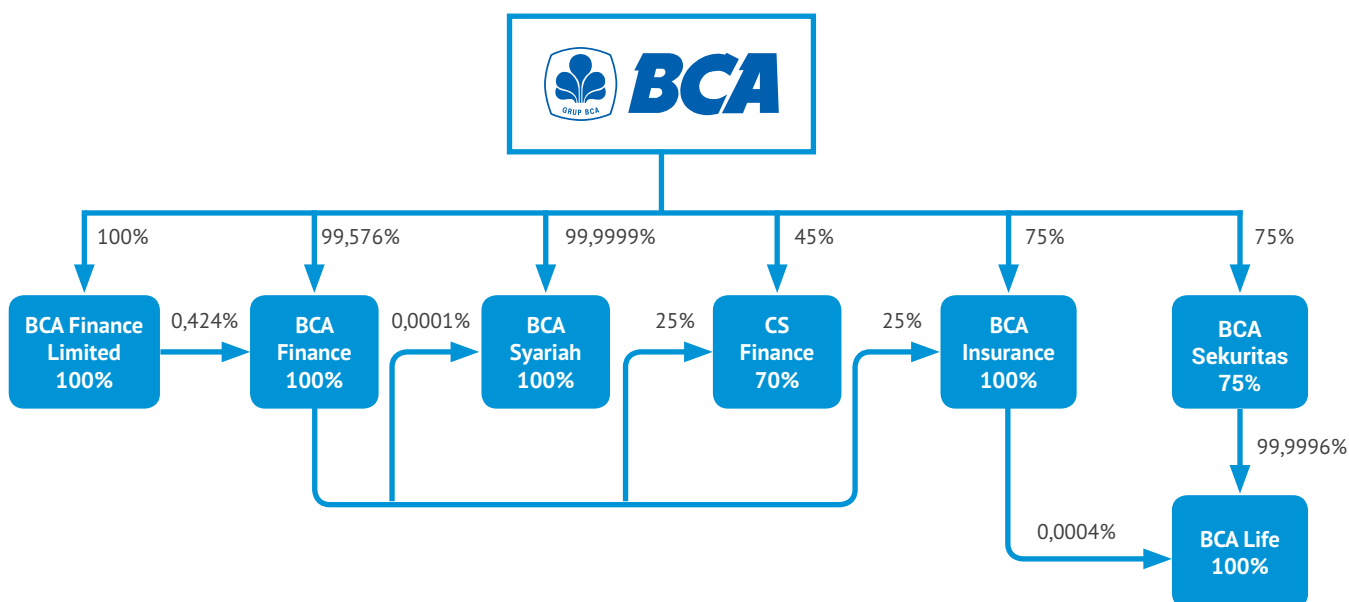 GRUP BCA
BCA
100%
99,576%
99,9999%
45%
75%
75%
BCA Finance
Limited
100%
0,424%
BCA
Finance
100%
0,0001%
BCA
Syariah
100%
25%
CS
Finance
70%
25%
BCA
Insurance
100%
BCA
Sekuritas
75%
99,9996%
0,0004%
BCA Life
100%